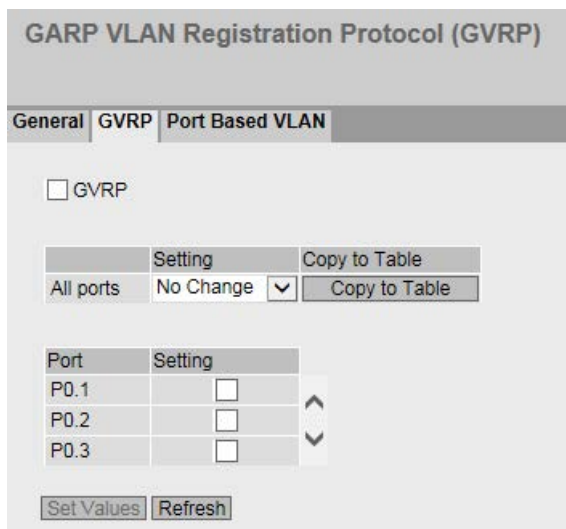 GARP VLAN Registration Protocol (GVRP)
General GVRP Port Based VLAN
GVRP
Setting Copy to Table
All ports No Change Copy to Table
Port Setting
P0.1
P0.2
P0.3
Set Values Refresh